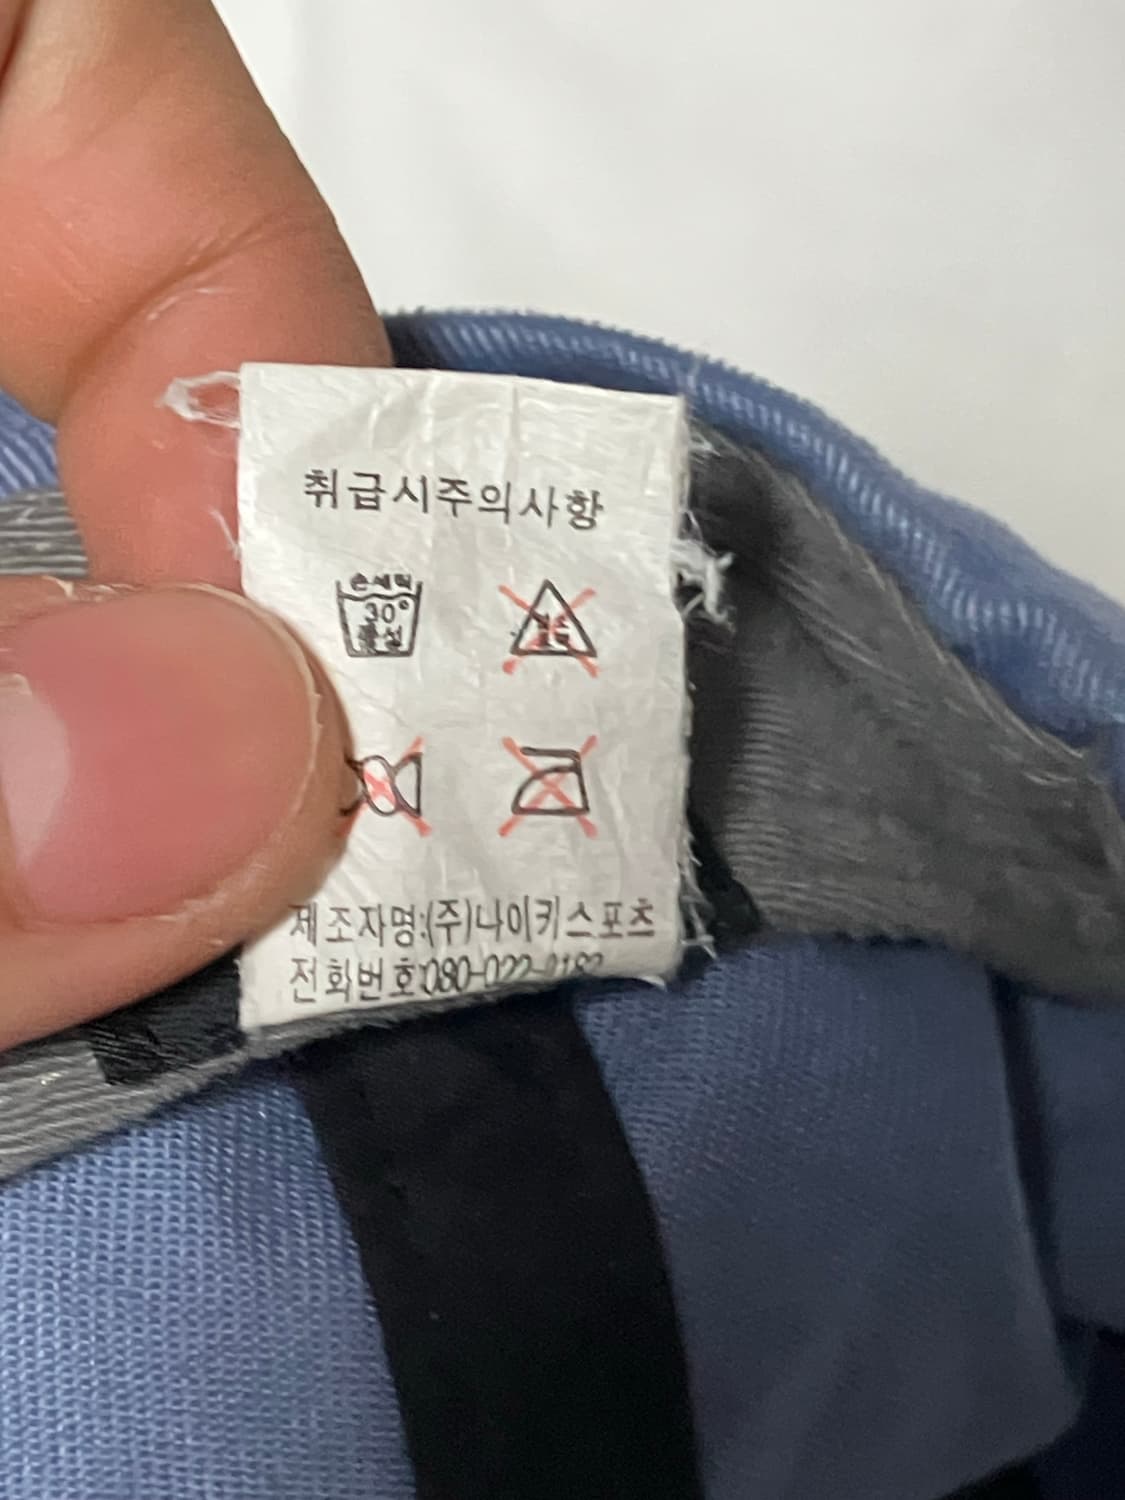 취급시주의사항
손세탁
30°
중성
제조자명:(주)나이키스포츠
전화번호:080-022-0182